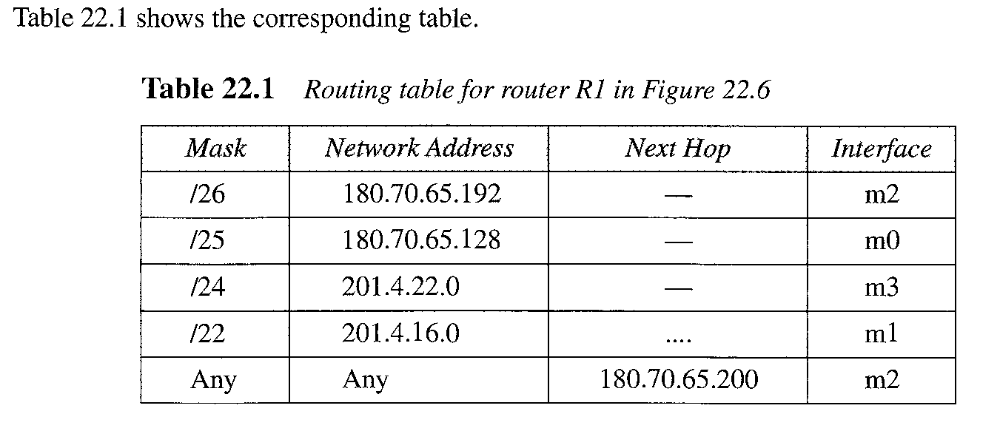 Table 22.1 shows the corresponding table.
Table 22.1 Routing table for router R1 in Figure 22.6
Mask Network Address Next Hop Interface
/26 180.70.65.192 — m2
/25 180.70.65.128 — m0
/24 201.4.22.0 — m3
/22 201.4.16.0 .... m1
Any Any 180.70.65.200 m2